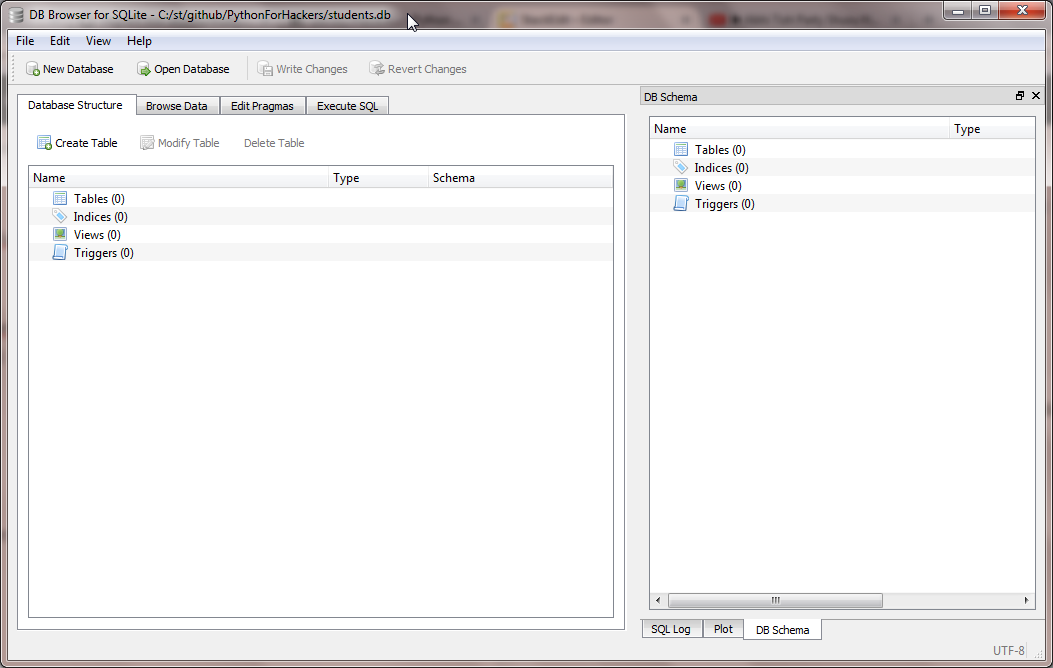 DB Browser for SQLite - C:/st/github/PythonForHackers/students.db
File Edit View Help
New Database Open Database Write Changes Revert Changes
Database Structure Browse Data Edit Pragmas Execute SQL
Create Table Modify Table Delete Table
Name Type Schema
Tables (0)
Indices (0)
Views (0)
Triggers (0)
DB Schema
Name Type
Tables (0)
Indices (0)
Views (0)
Triggers (0)
SQL Log Plot DB Schema
UTF-8